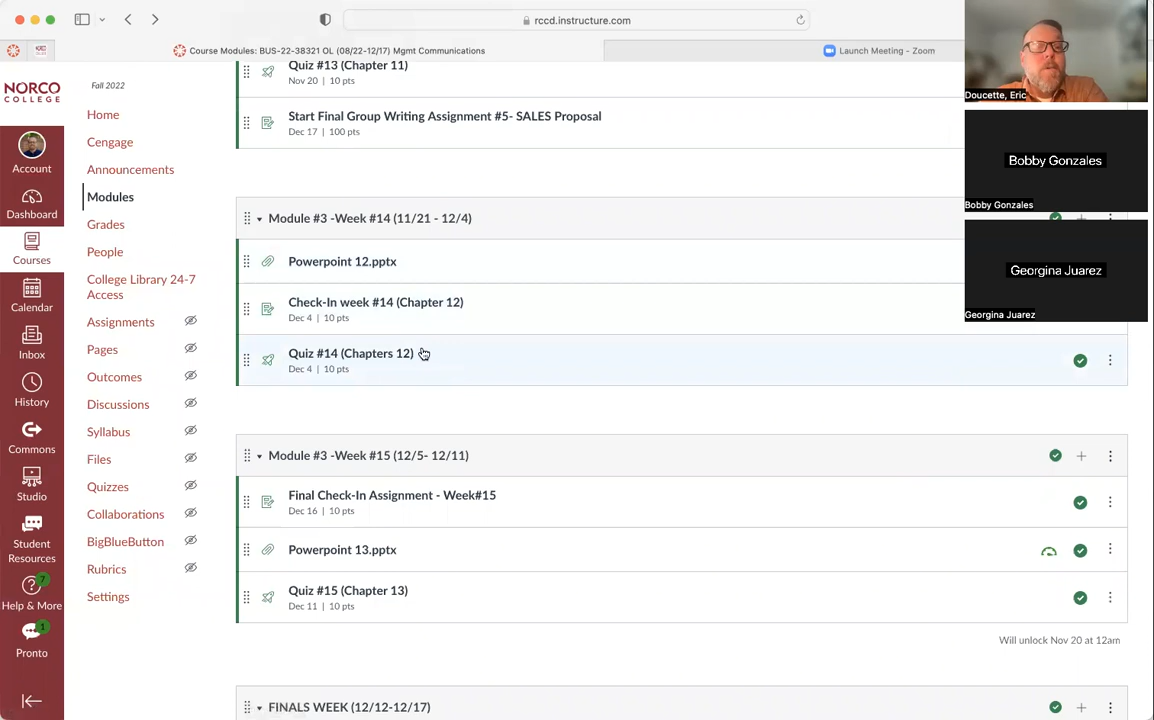 rccd.instructure.com
Course Modules: BUS-22-38321 OL (08/22-12/17) Mgmt Communications
Launch Meeting - Zoom
NORCO
COLLEGE
Account
Dashboard
Courses
Calendar
Inbox
History
Commons
Studio
Student
Resources
7
Help & More
1
Pronto
Fall 2022
Home
Cengage
Announcements
Modules
Grades
People
College Library 24-7
Access
Assignments
Pages
Outcomes
Discussions
Syllabus
Files
Quizzes
Collaborations
BigBlueButton
Rubrics
Settings
Quiz #13 (Chapter 11)
Nov 20 | 10 pts
Start Final Group Writing Assignment #5- SALES Proposal
Dec 17 | 100 pts
Module #3 -Week #14 (11/21 - 12/4)
Powerpoint 12.pptx
Check-In week #14 (Chapter 12)
Dec 4 | 10 pts
Quiz #14 (Chapters 12)
Dec 4 | 10 pts
Module #3 -Week #15 (12/5- 12/11)
Final Check-In Assignment - Week#15
Dec 16 | 10 pts
Powerpoint 13.pptx
Quiz #15 (Chapter 13)
Dec 11 | 10 pts
Will unlock Nov 20 at 12am
FINALS WEEK (12/12-12/17)
Doucette, Eric
Bobby Gonzales
Bobby Gonzales
Georgina Juarez
Georgina Juarez